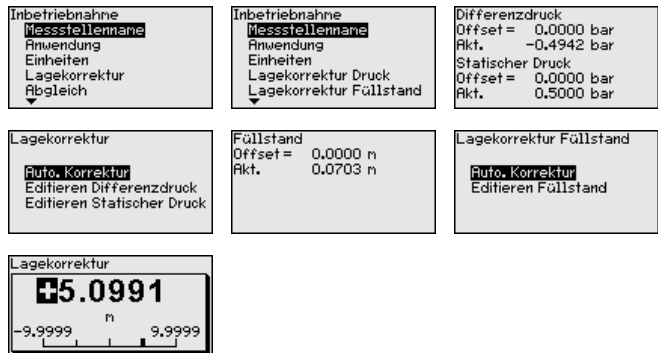 Inbetriebnahme
Messstellenname
Anwendung
Einheiten
Lagekorrektur
Abgleich
Inbetriebnahme
Messstellenname
Anwendung
Einheiten
Lagekorrektur Druck
Lagekorrektur Füllstand
Differenzdruck
Offset = 0.0000 bar
Akt. -0.4942 bar
Statischer Druck
Offset = 0.0000 bar
Akt. 0.5000 bar
Lagekorrektur
Auto. Korrektur
Editieren Differenzdruck
Editieren Statischer Druck
Füllstand
Offset = 0.0000 m
Akt. 0.0703 m
Lagekorrektur Füllstand
Auto. Korrektur
Editieren Füllstand
Lagekorrektur
+5.0991
m
-9.9999 9.9999